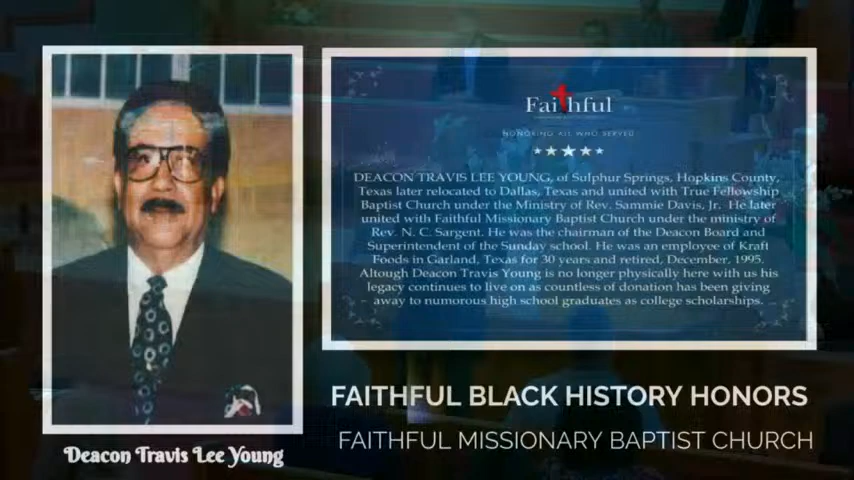 Faithful
HONORING ALL WHO SERVED
DEACON TRAVIS LEE YOUNG, of Sulphur Springs, Hopkins County,
Texas later relocated to Dallas, Texas and united with True Fellowship
Baptist Church under the Ministry of Rev. Sammie Davis, Jr. He later
united with Faithful Missionary Baptist Church under the ministry of
Rev. N. C. Sargent. He was the chairman of the Deacon Board and
Superintendent of the Sunday school. He was an employee of Kraft
Foods in Garland, Texas for 30 years and retired, December, 1995.
Altough Deacon Travis Young is no longer physically here with us his
legacy continues to live on as countless of donation has been giving
away to numorous high school graduates as college scholarships.
FAITHFUL BLACK HISTORY HONORS
FAITHFUL MISSIONARY BAPTIST CHURCH
Deacon Travis Lee Young